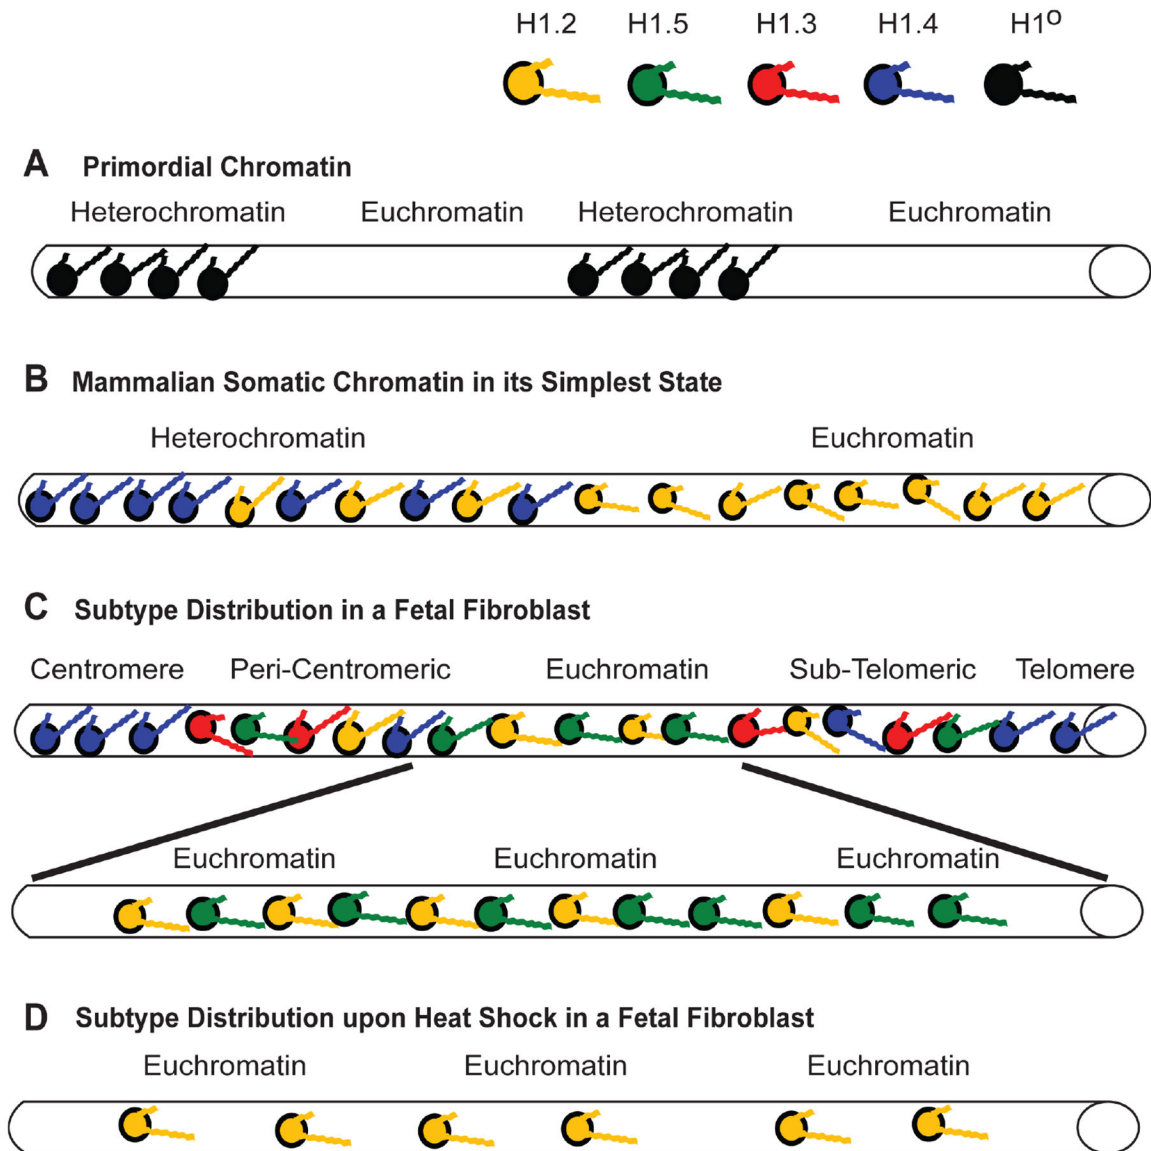 H1.2 H1.5 H1.3 H1.4 H1⁰
A Primordial Chromatin
Heterochromatin Euchromatin Heterochromatin Euchromatin
B Mammalian Somatic Chromatin in its Simplest State
Heterochromatin Euchromatin
C Subtype Distribution in a Fetal Fibroblast
Centromere Peri-Centromeric Euchromatin Sub-Telomeric Telomere
Euchromatin Euchromatin Euchromatin
D Subtype Distribution upon Heat Shock in a Fetal Fibroblast
Euchromatin Euchromatin Euchromatin